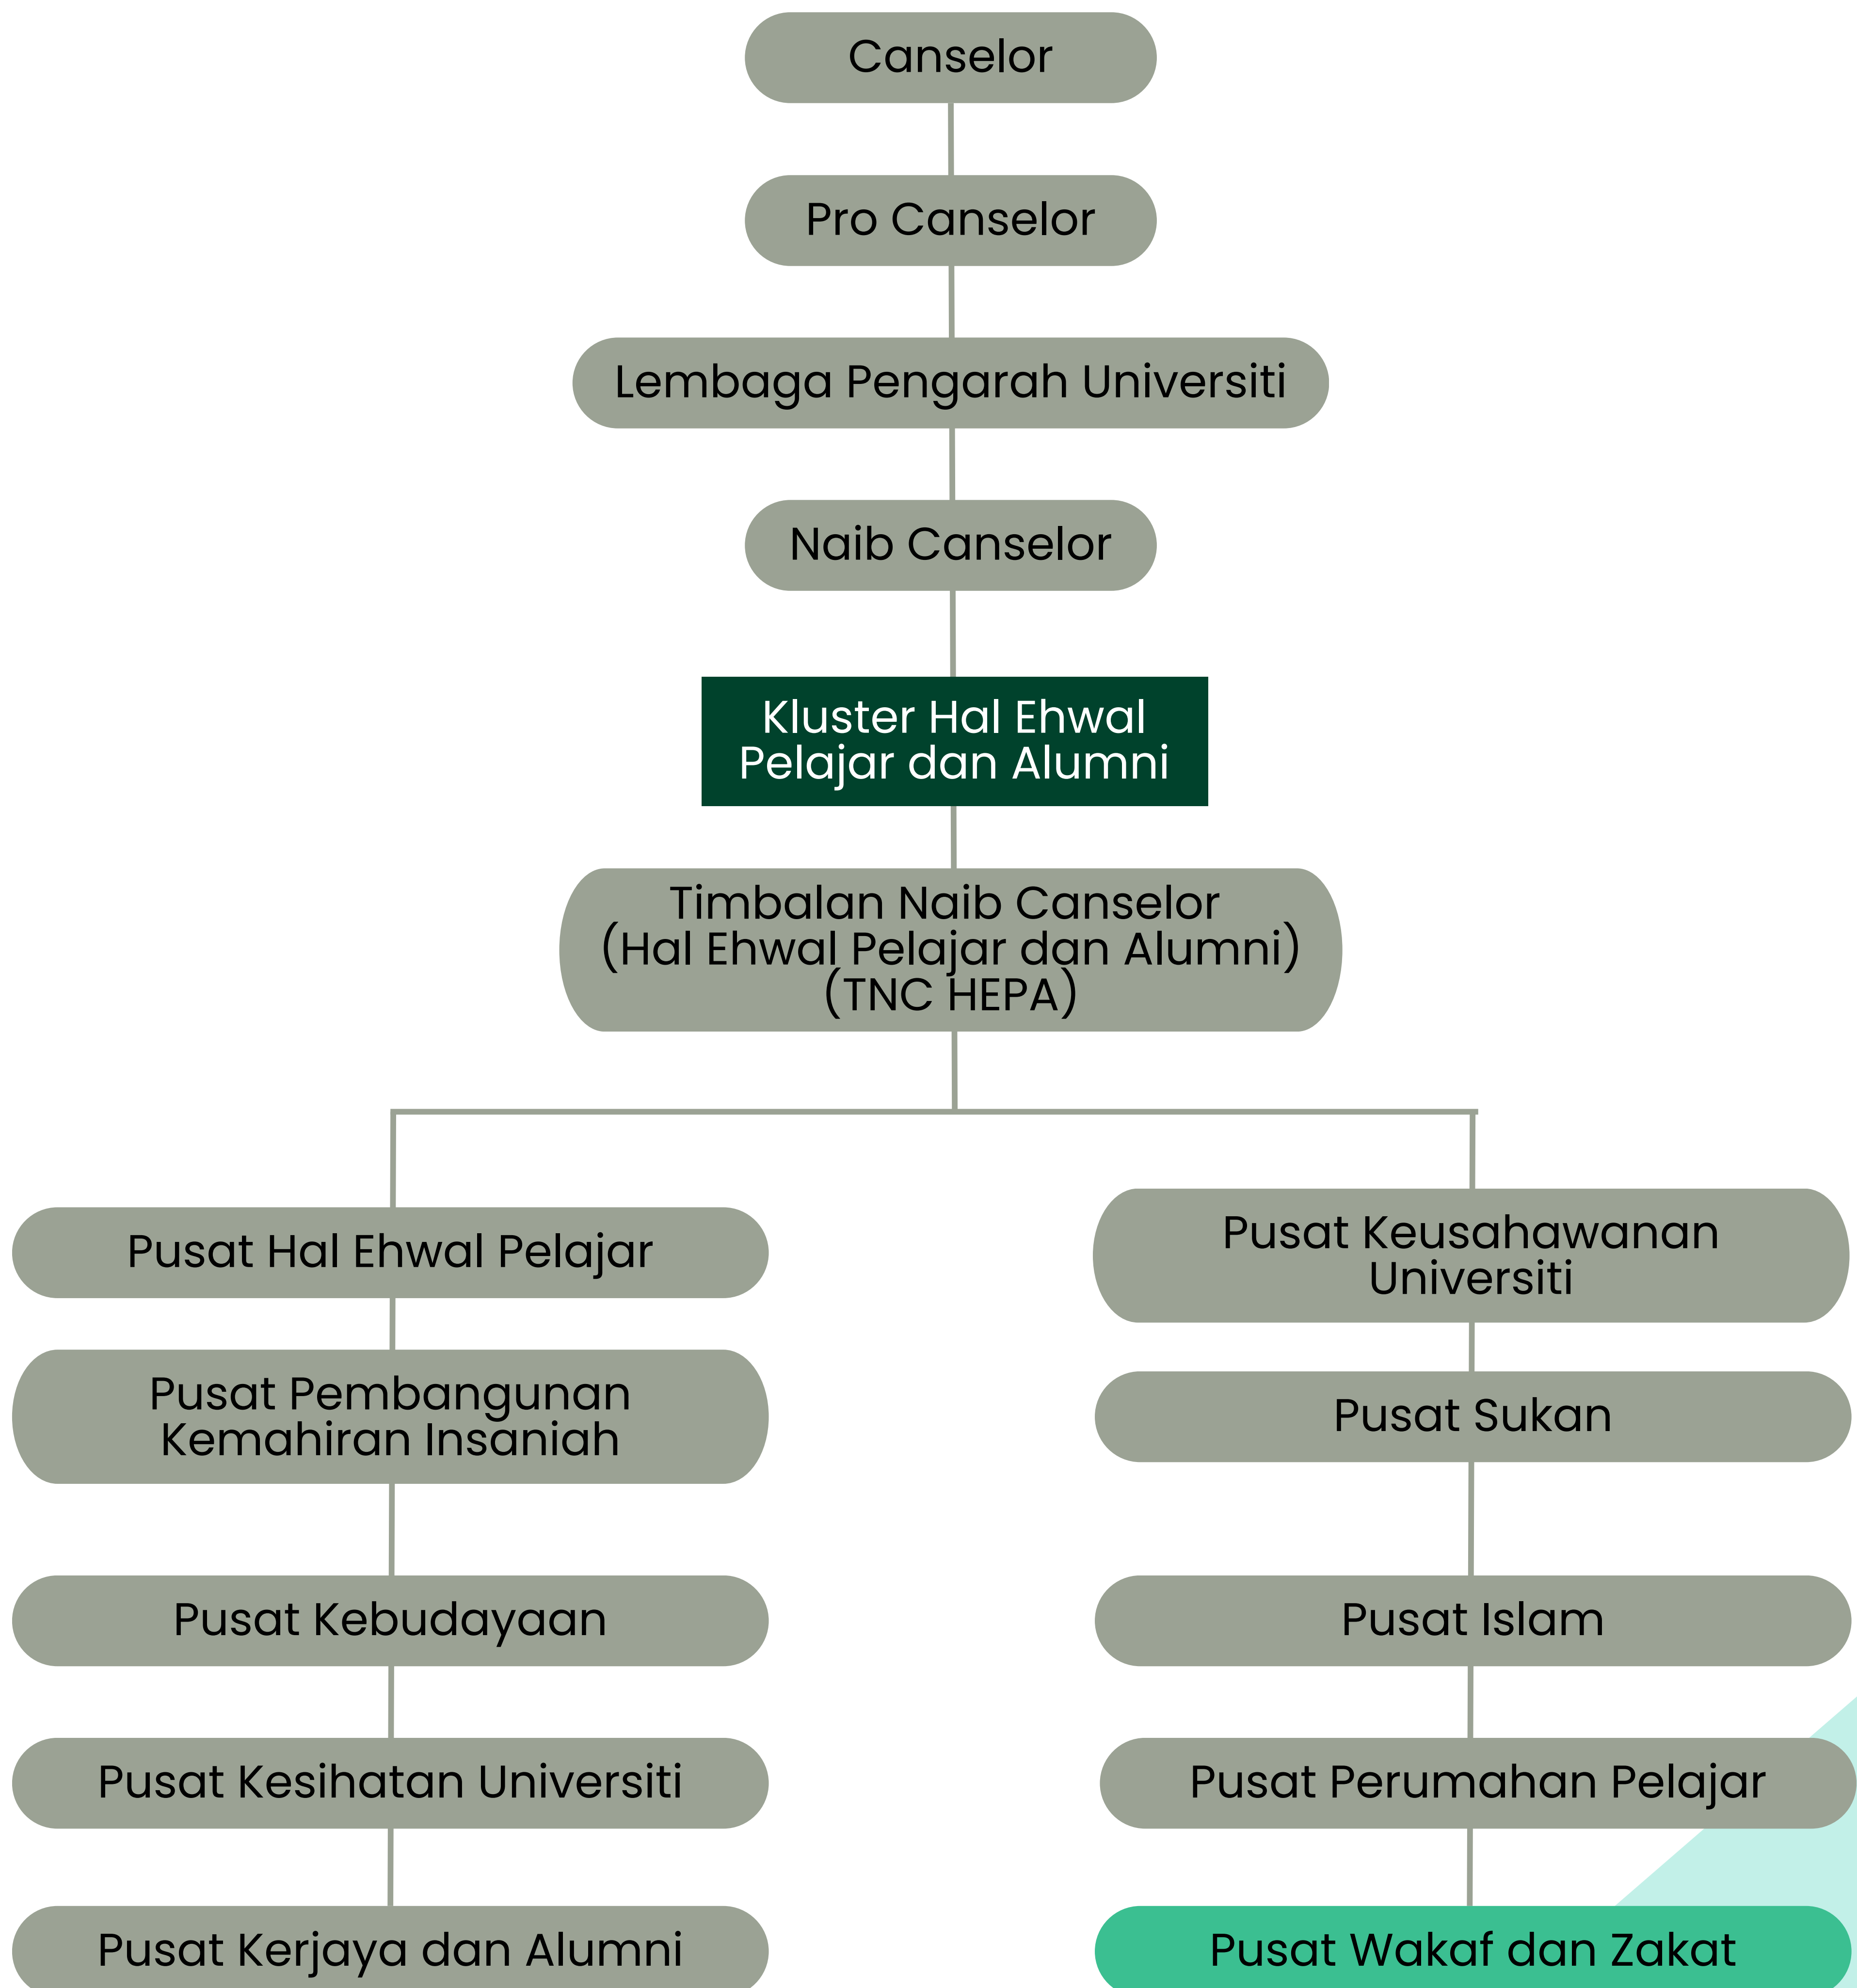 Canselor
Pro Canselor
Lembaga Pengarah Universiti
Naib Canselor
Kluster Hal Ehwal
Pelajar dan Alumni
Timbalan Naib Canselor
(Hal Ehwal Pelajar dan Alumni)
(TNC HEPA)
Pusat Hal Ehwal Pelajar
Pusat Pembangunan
Kemahiran Insaniah
Pusat Kebudayaan
Pusat Kesihatan Universiti
Pusat Kerjaya dan Alumni
Pusat Keusahawanan
Universiti
Pusat Sukan
Pusat Islam
Pusat Perumahan Pelajar
Pusat Wakaf dan Zakat